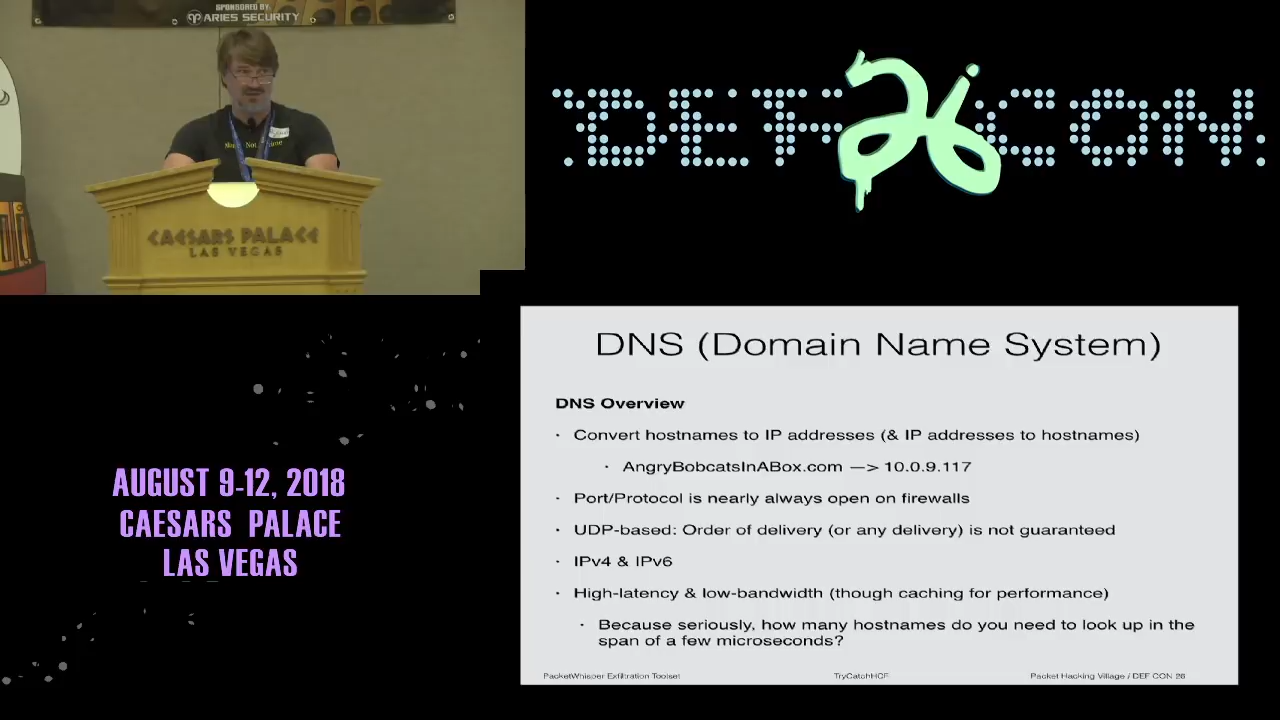 SPONSORED BY:
ARIES SECURITY
CAESARS PALACE
LAS VEGAS
DEF CON
26
AUGUST 9-12, 2018
CAESARS PALACE
LAS VEGAS
DNS (Domain Name System)
DNS Overview
· Convert hostnames to IP addresses (& IP addresses to hostnames)
· AngryBobcatsInABox.com —> 10.0.9.117
· Port/Protocol is nearly always open on firewalls
· UDP-based: Order of delivery (or any delivery) is not guaranteed
· IPv4 & IPv6
· High-latency & low-bandwidth (though caching for performance)
· Because seriously, how many hostnames do you need to look up in the
span of a few microseconds?
PacketWhisper Exfiltration Toolset
TryCatchHCF
Packet Hacking Village / DEF CON 26